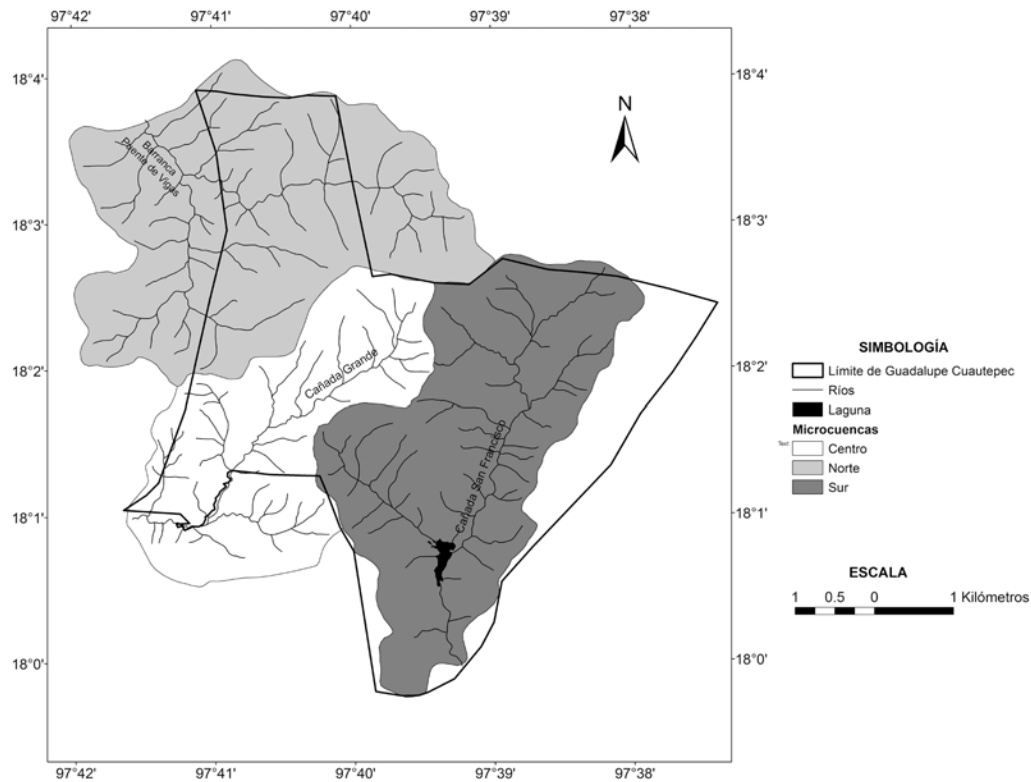 97°42' 97°41' 97°40' 97°39' 97°38'
18°4' 18°4'
N
Barranca
Puente de Vigas
18°3' 18°3'
Cañada Grande
18°2' 18°2'
Cañada San Francisco
18°1' 18°1'
18°0' 18°0'
97°42' 97°41' 97°40' 97°39' 97°38'
SIMBOLOGÍA
Límite de Guadalupe Cuautepec
Ríos
Laguna
Microcuencas
Text
Centro
Norte
Sur
ESCALA
1 0.5 0 1 Kilómetros